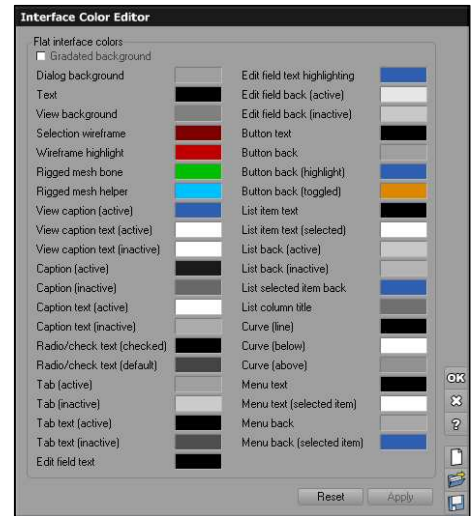 Interface Color Editor
Flat interface colors
Gradated background
Dialog background
Text
View background
Selection wireframe
Wireframe highlight
Rigged mesh bone
Rigged mesh helper
View caption (active)
View caption text (active)
View caption text (inactive)
Caption (active)
Caption (inactive)
Caption text (active)
Caption text (inactive)
Radio/check text (checked)
Radio/check text (default)
Tab (active)
Tab (inactive)
Tab text (active)
Tab text (inactive)
Edit field text
Edit field text highlighting
Edit field back (active)
Edit field back (inactive)
Button text
Button back
Button back (highlight)
Button back (toggled)
List item text
List item text (selected)
List back (active)
List back (inactive)
List selected item back
List column title
Curve (line)
Curve (below)
Curve (above)
Menu text
Menu text (selected item)
Menu back
Menu back (selected item)
OK
?
Reset
Apply